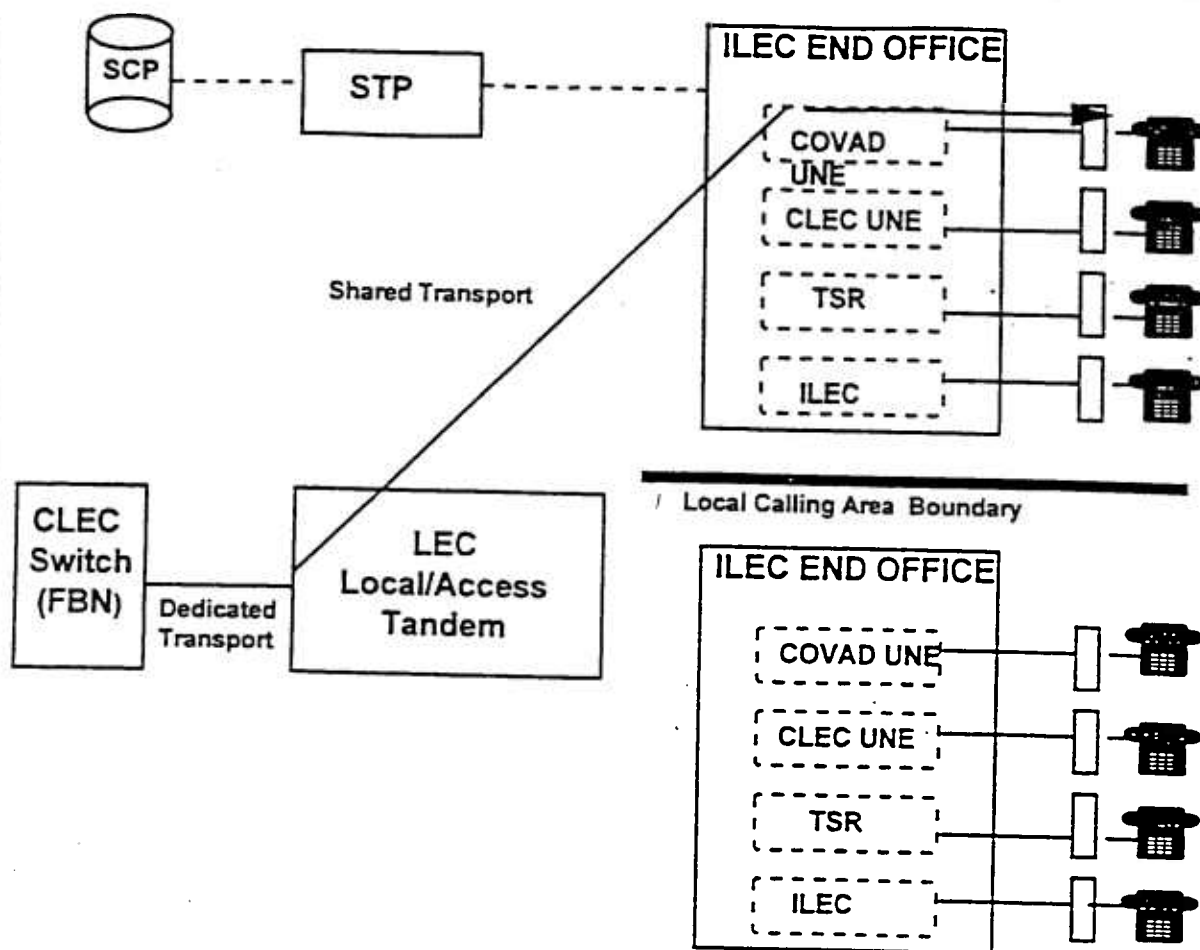 SCP
STP
ILEC END OFFICE
COVAD
UNE
CLEC UNE
TSR
ILEC
Shared Transport
Local Calling Area Boundary
CLEC
Switch
(FBN)
Dedicated
Transport
LEC
Local/Access
Tandem
ILEC END OFFICE
COVAD UNE
CLEC UNE
TSR
ILEC